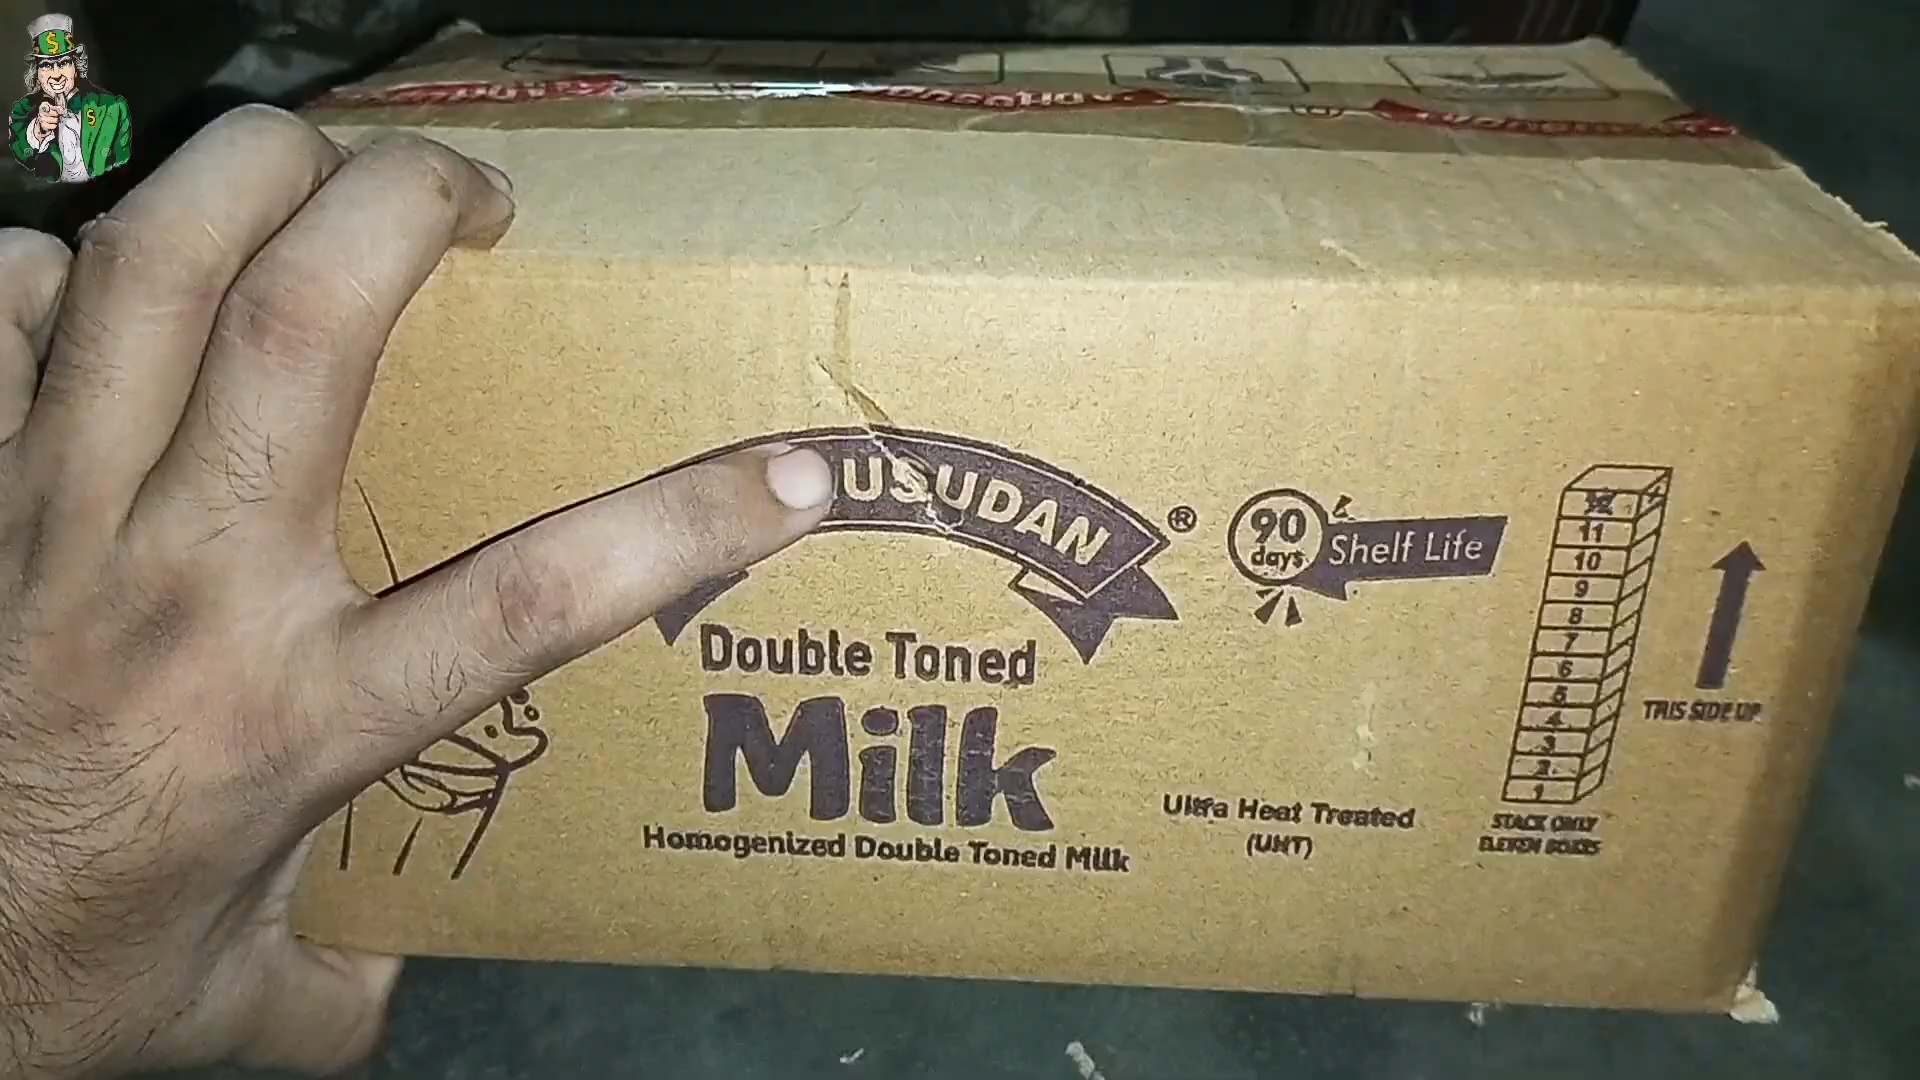 USUDAN ®
90 days Shelf Life
Double Toned
Milk
Homogenized Double Toned Milk
Ultra Heat Treated
(UHT)
11
10
9
8
7
6
5
4
3
2
1
STACK ONLY
ELEVEN BOXES
THIS SIDE UP